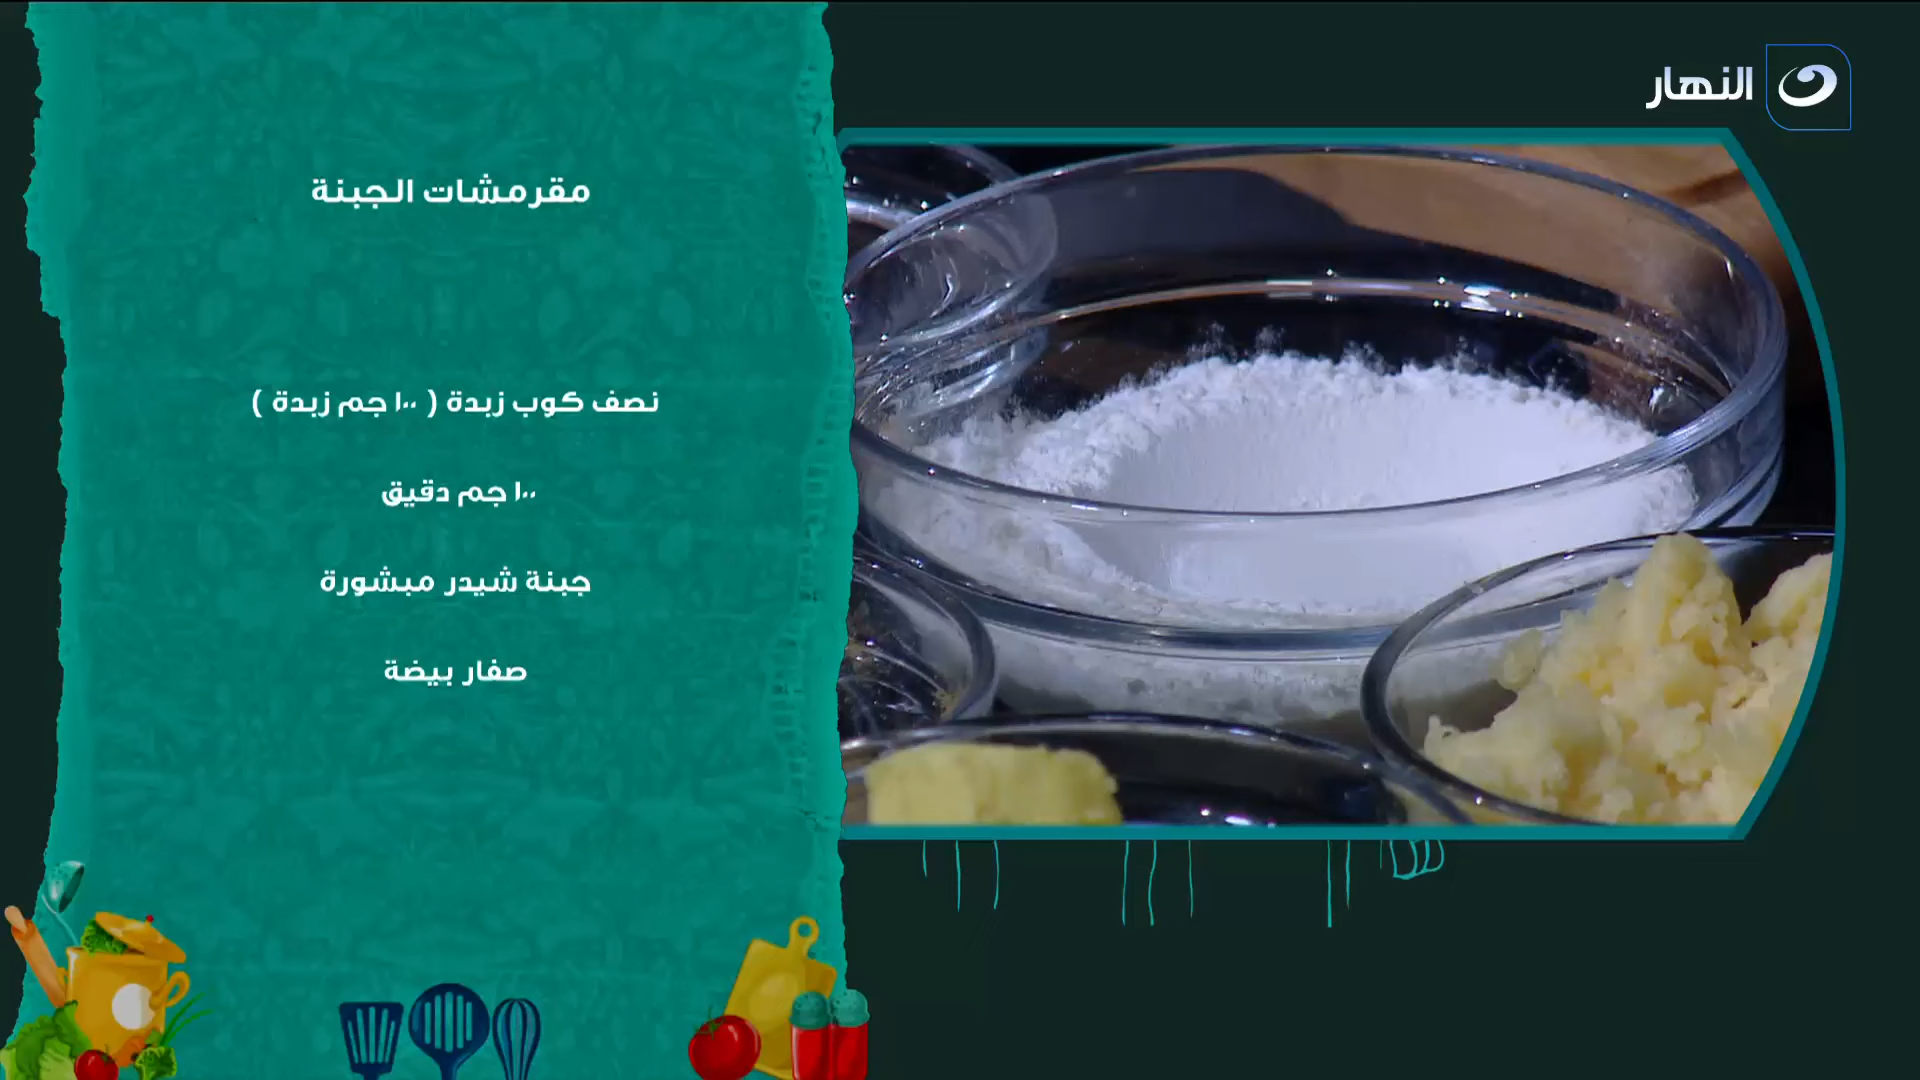 النهار
مقرمشات الجبنة
نصف كوب زبدة ( ١٠٠ جم زبدة )
١٠٠ جم دقيق
جبنة شيدر مبشورة
صفار بيضة